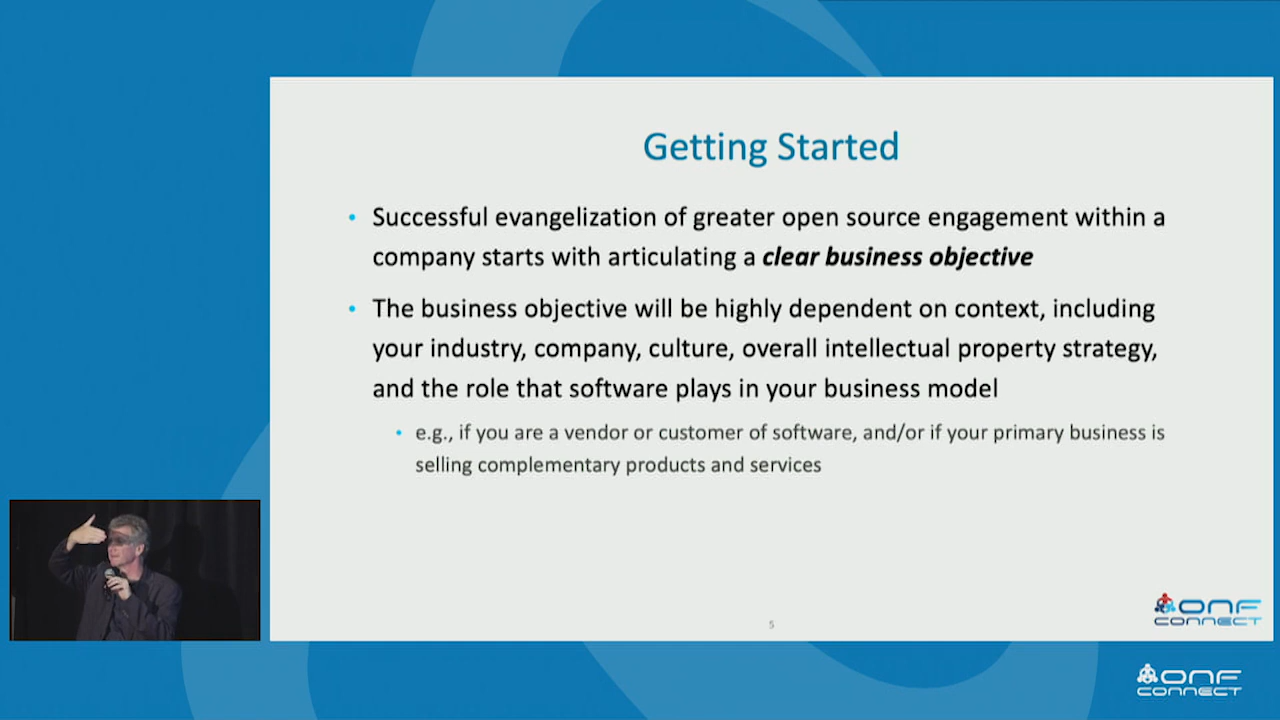 Getting Started
• Successful evangelization of greater open source engagement within a
company starts with articulating a clear business objective
• The business objective will be highly dependent on context, including
your industry, company, culture, overall intellectual property strategy,
and the role that software plays in your business model
• e.g., if you are a vendor or customer of software, and/or if your primary business is
selling complementary products and services
5
ONF
CONNECT
ONF
CONNECT